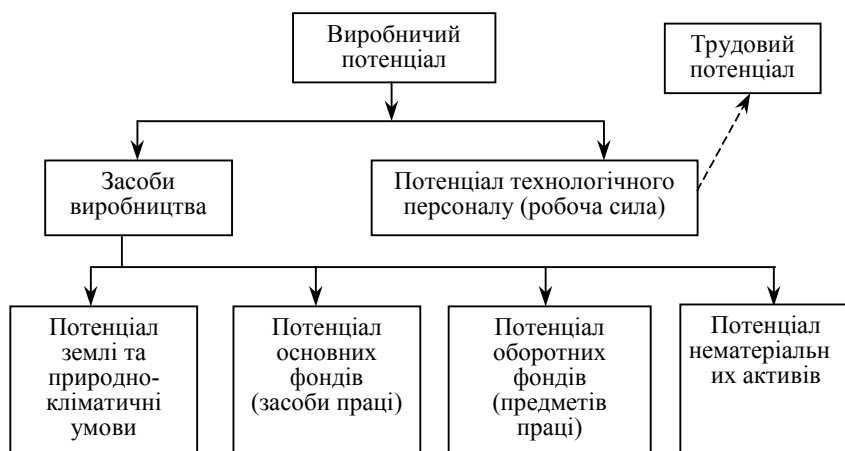 Виробничий
потенціал
Трудовий
потенціал
Засоби
виробництва
Потенціал технологічного
персоналу (робоча сила)
Потенціал
землі та
природно-
кліматичні
умови
Потенціал
основних
фондів
(засоби праці)
Потенціал
оборотних
фондів
(предметів
праці)
Потенціал
нематеріальн
их активів